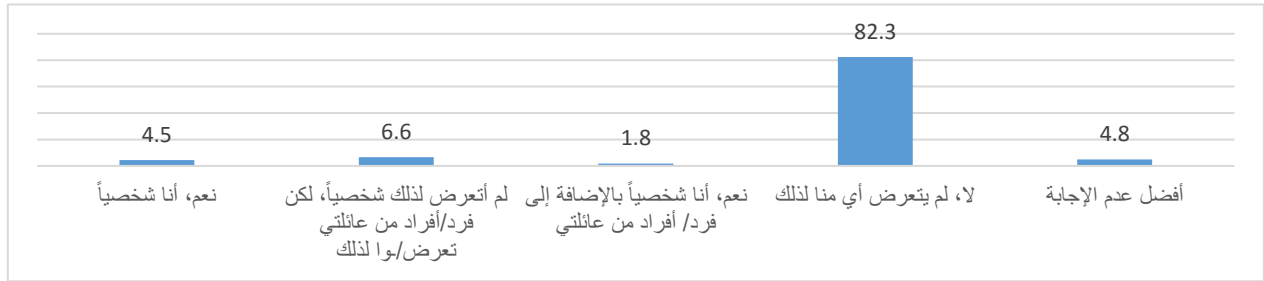 82.3
4.5
6.6
1.8
4.8
نعم، أنا شخصياً
لم أتعرض لذلك شخصياً، لكن
فرد/أفراد من عائلتي
تعرض/ـوا لذلك
نعم، أنا شخصياً بالإضافة إلى
فرد/ أفراد من عائلتي
لا، لم يتعرض أي منا لذلك
أفضل عدم الإجابة